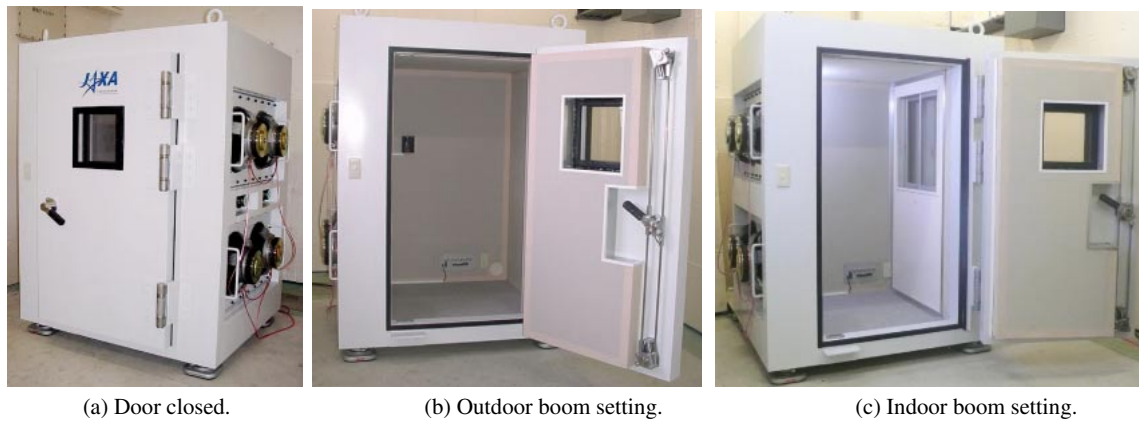 JAXA
(a) Door closed.
(b) Outdoor boom setting.
(c) Indoor boom setting.